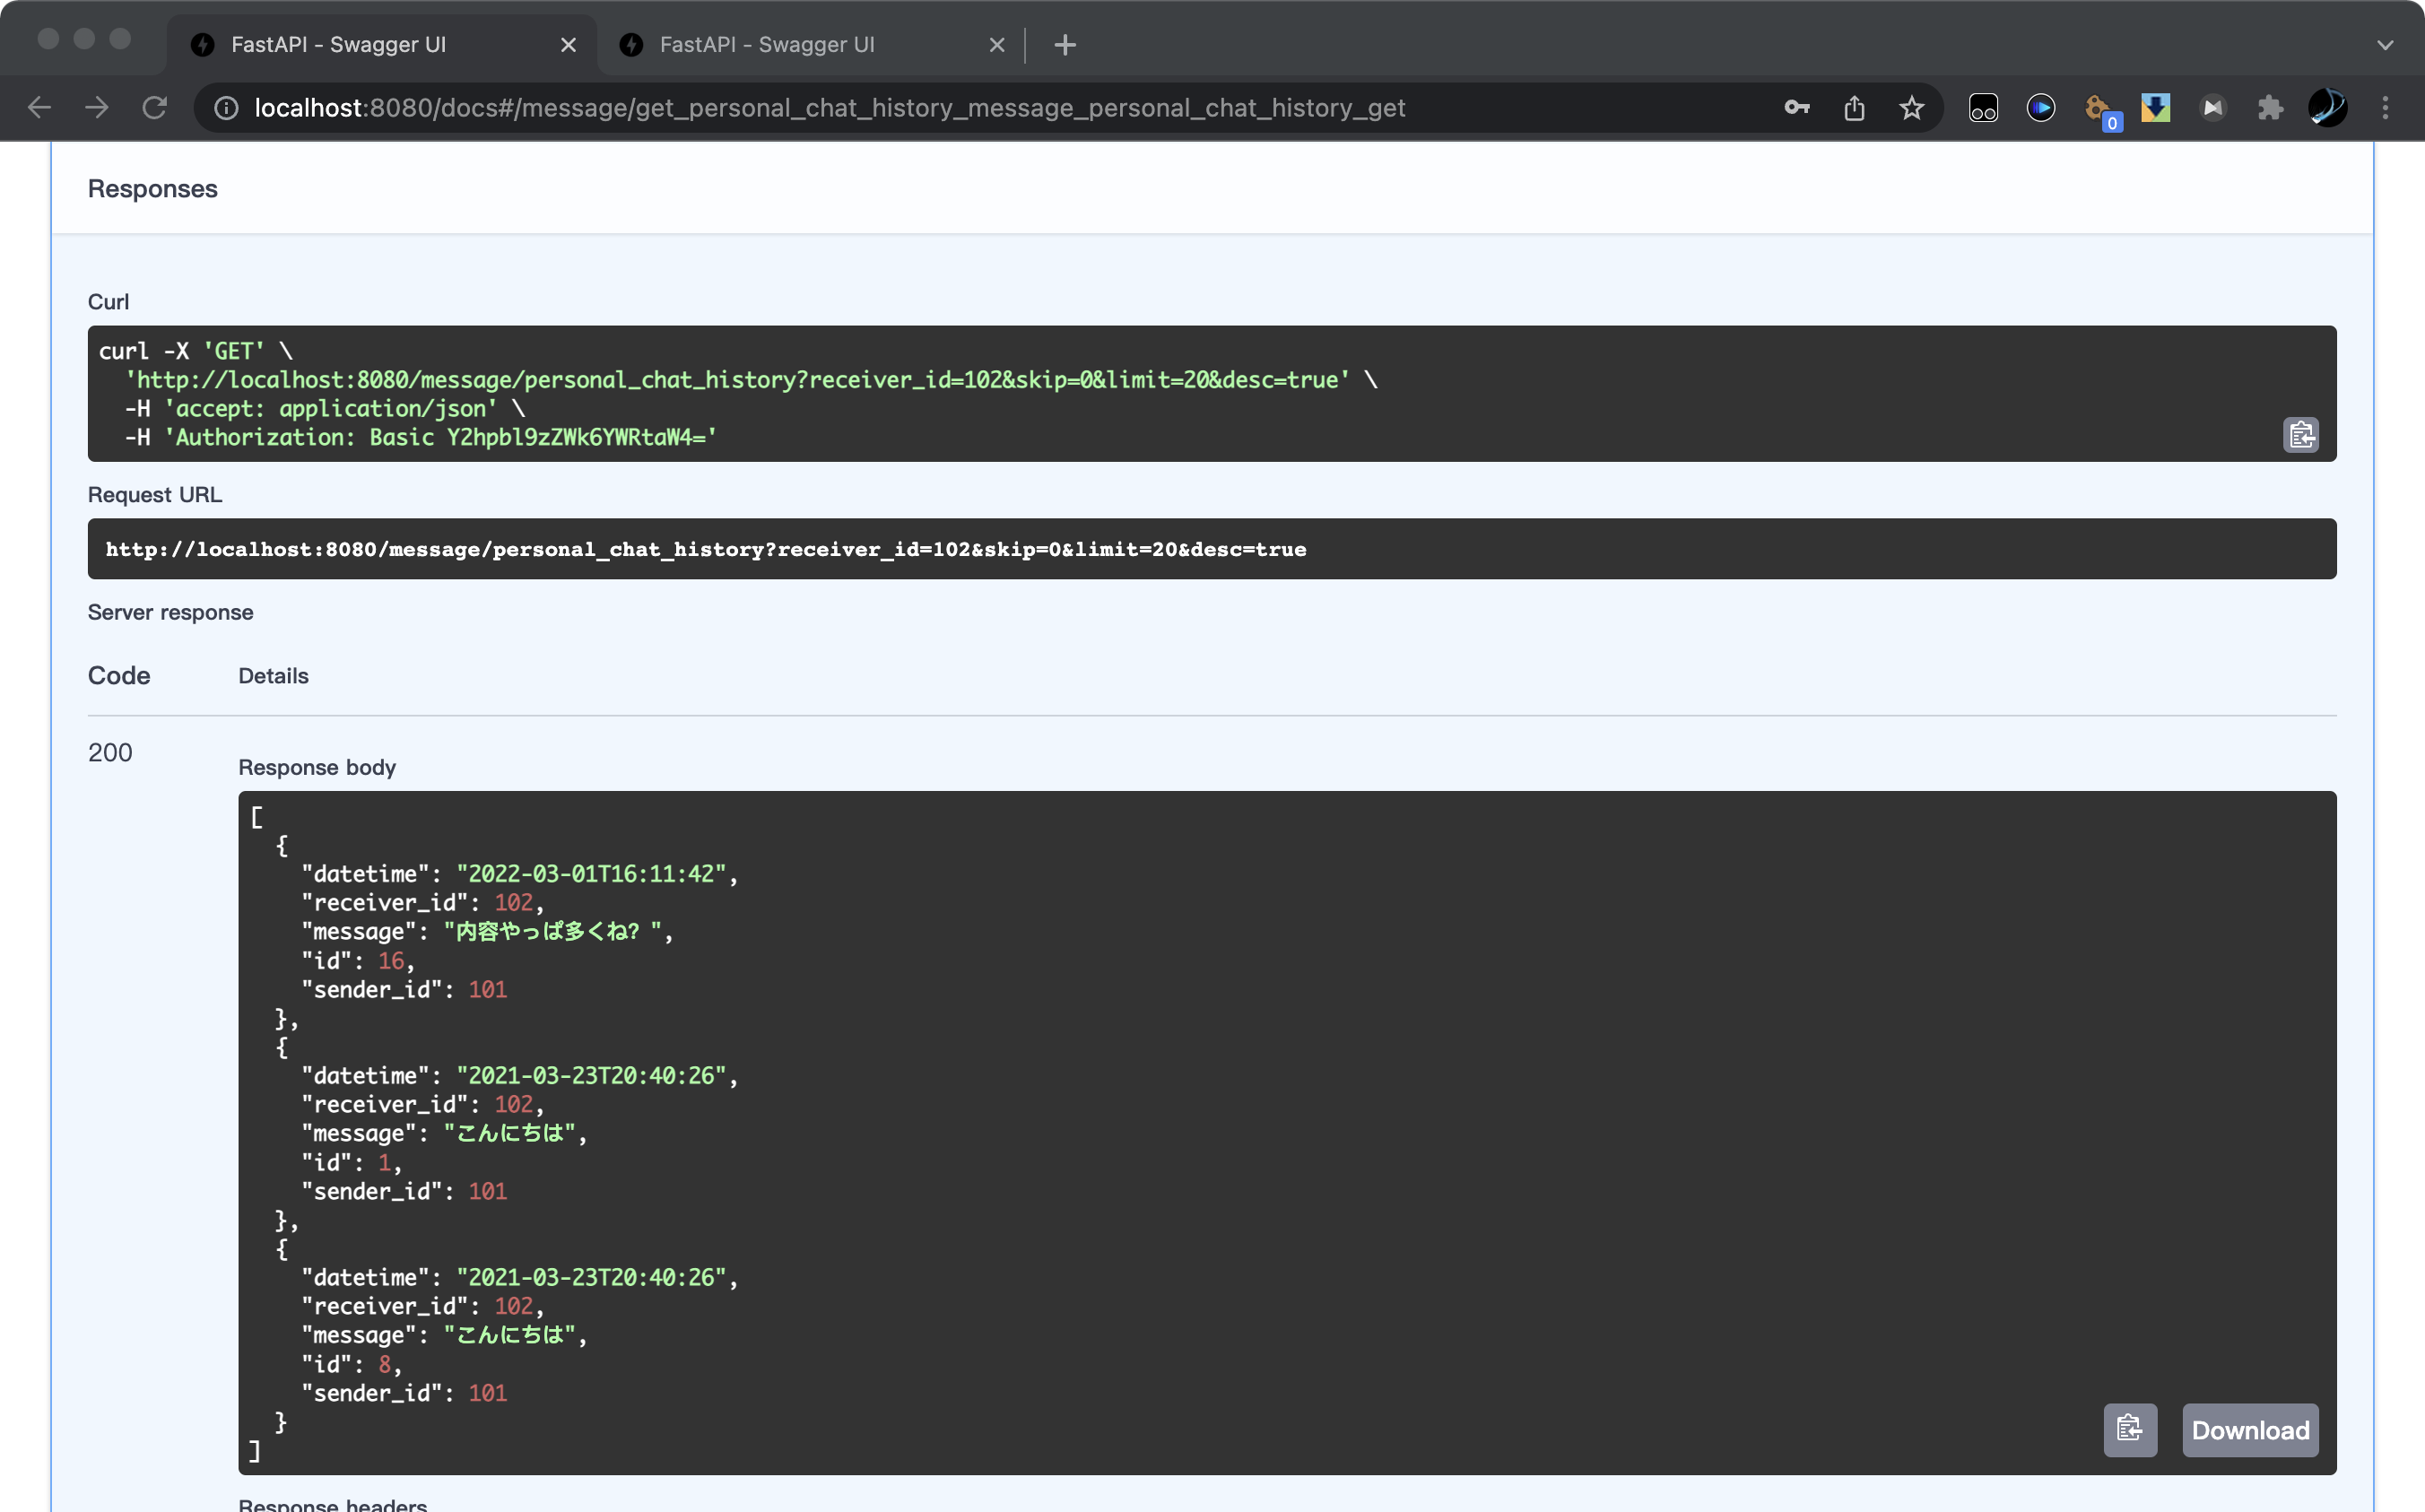 FastAPI - Swagger UI
FastAPI - Swagger UI
localhost:8080/docs#/message/get_personal_chat_history_message_personal_chat_history_get
0
Responses
Curl
curl -X 'GET' \
  'http://localhost:8080/message/personal_chat_history?receiver_id=102&skip=0&limit=20&desc=true' \
  -H 'accept: application/json' \
  -H 'Authorization: Basic Y2hpbl9zZWk6YWRtaW4='
Request URL
http://localhost:8080/message/personal_chat_history?receiver_id=102&skip=0&limit=20&desc=true
Server response
Code Details
200
Response body
[
  {
    "datetime": "2022-03-01T16:11:42",
    "receiver_id": 102,
    "message": "内容やっぱ多くね？",
    "id": 16,
    "sender_id": 101
  },
  {
    "datetime": "2021-03-23T20:40:26",
    "receiver_id": 102,
    "message": "こんにちは",
    "id": 1,
    "sender_id": 101
  },
  {
    "datetime": "2021-03-23T20:40:26",
    "receiver_id": 102,
    "message": "こんにちは",
    "id": 8,
    "sender_id": 101
  }
]
Download
Response headers